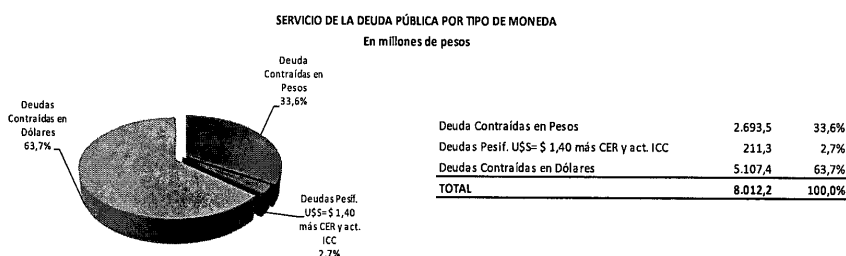 SERVICIO DE LA DEUDA PÚBLICA POR TIPO DE MONEDA
En millones de pesos
Deuda
Contraídas en
Pesos
33,6%
Deudas
Contraídas en
Dólares
63,7%
Deudas Pesif.
U$S=$ 1,40
más CER y act.
ICC
2,7%
Deuda Contraídas en Pesos 2.693,5 33,6%
Deudas Pesif. U$S= $ 1,40 más CER y act. ICC 211,3 2,7%
Deudas Contraídas en Dólares 5.107,4 63,7%
TOTAL 8.012,2 100,0%